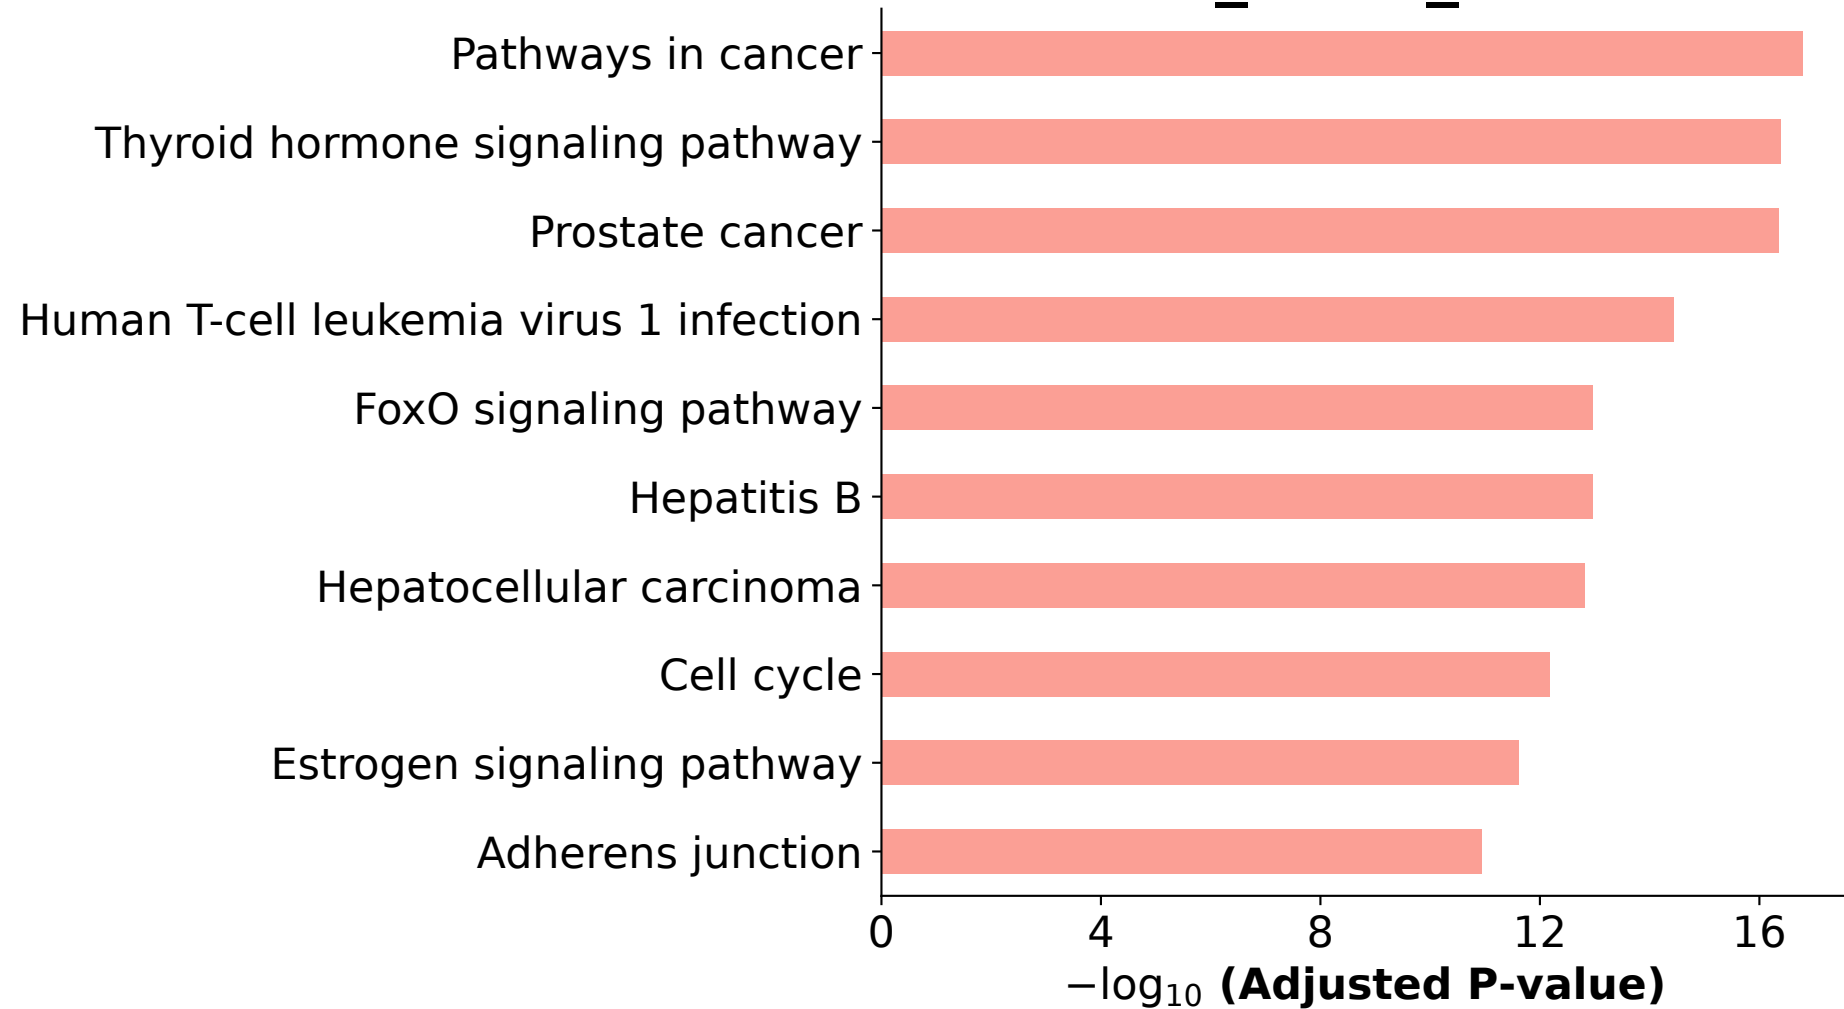 Pathways in cancer
Thyroid hormone signaling pathway
Prostate cancer
Human T-cell leukemia virus 1 infection
FoxO signaling pathway
Hepatitis B
Hepatocellular carcinoma
Cell cycle
Estrogen signaling pathway
Adherens junction
0 4 8 12 16
−log₁₀ (Adjusted P-value)